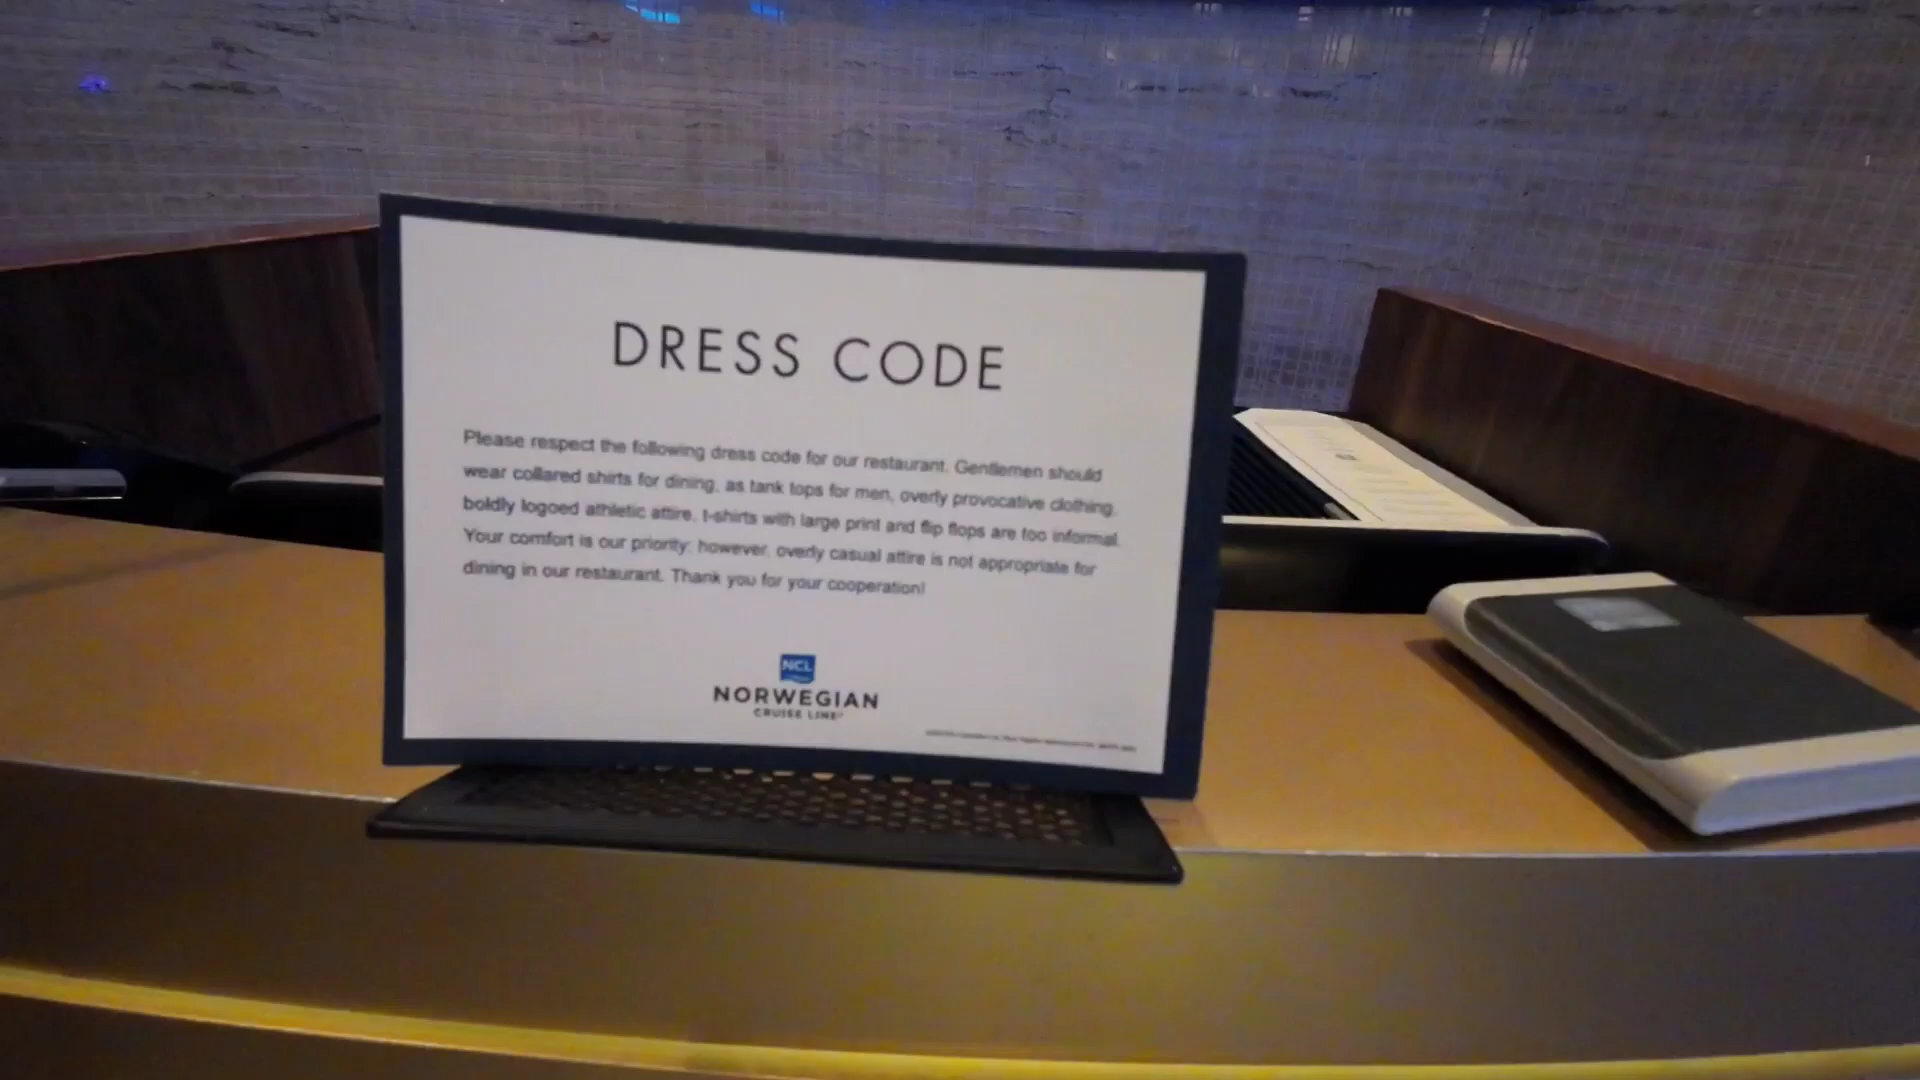 DRESS CODE
Please respect the following dress code for our restaurant. Gentlemen should
wear collared shirts for dining, as tank tops for men, overly provocative clothing,
boldly logoed athletic attire, t-shirts with large print and flip flops are too informal.
Your comfort is our priority; however, overly casual attire is not appropriate for
dining in our restaurant. Thank you for your cooperation!
NCL
NORWEGIAN
CRUISE LINE®